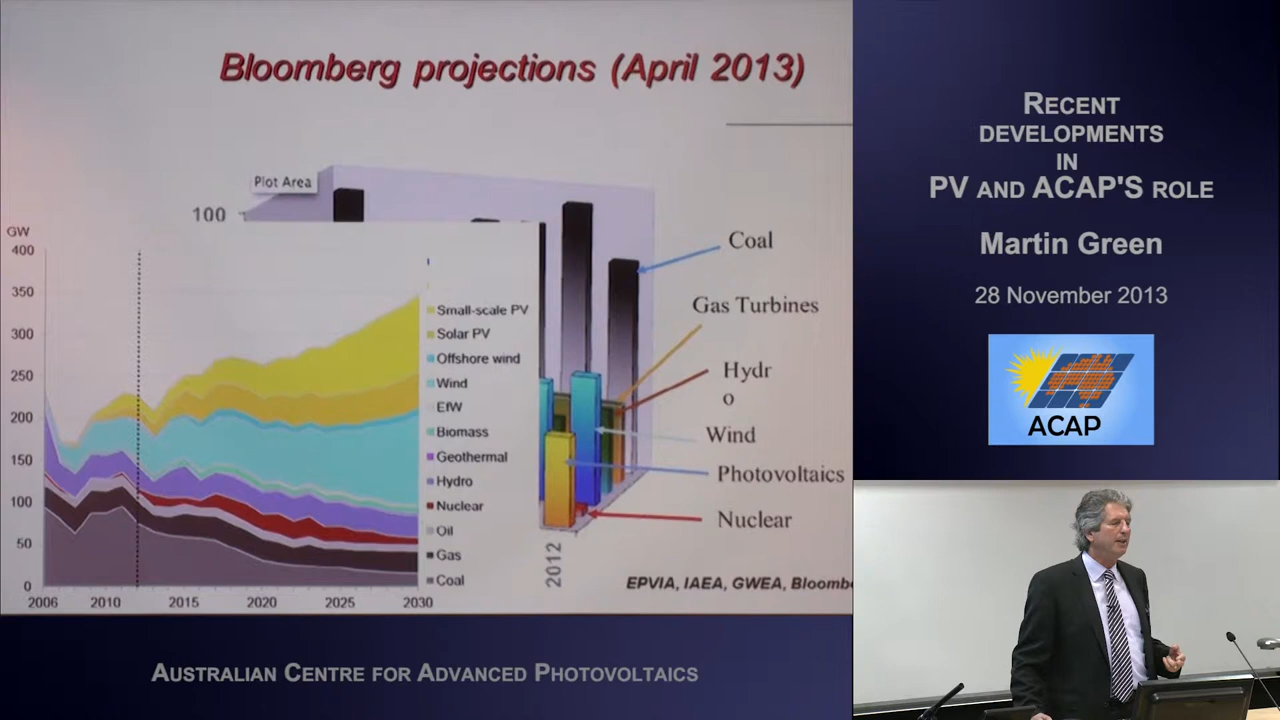 Bloomberg projections (April 2013)
Plot Area
100
GW
400
350
300
250
200
150
100
50
0
2006
2010
2015
2020
2025
2030
Small-scale PV
Solar PV
Offshore wind
Wind
EfW
Biomass
Geothermal
Hydro
Nuclear
Oil
Gas
Coal
Coal
Gas Turbines
Hydr
o
Wind
Photovoltaics
Nuclear
2012
EPVIA, IAEA, GWEA, Bloomb
AUSTRALIAN CENTRE FOR ADVANCED PHOTOVOLTAICS
RECENT
DEVELOPMENTS
IN
PV AND ACAP'S ROLE
Martin Green
28 November 2013
ACAP